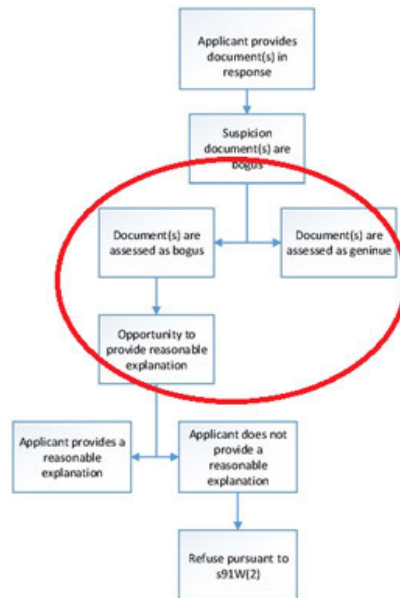 Applicant provides
document(s) in
response
Suspicion
document(s) are
bogus
Document(s) are
assessed as bogus
Document(s) are
assessed as geninue
Opportunity to
provide reasonable
explanation
Applicant provides a
reasonable
explanation
Applicant does not
provide a
reasonable
explanation
Refuse pursuant to
s91W(2)